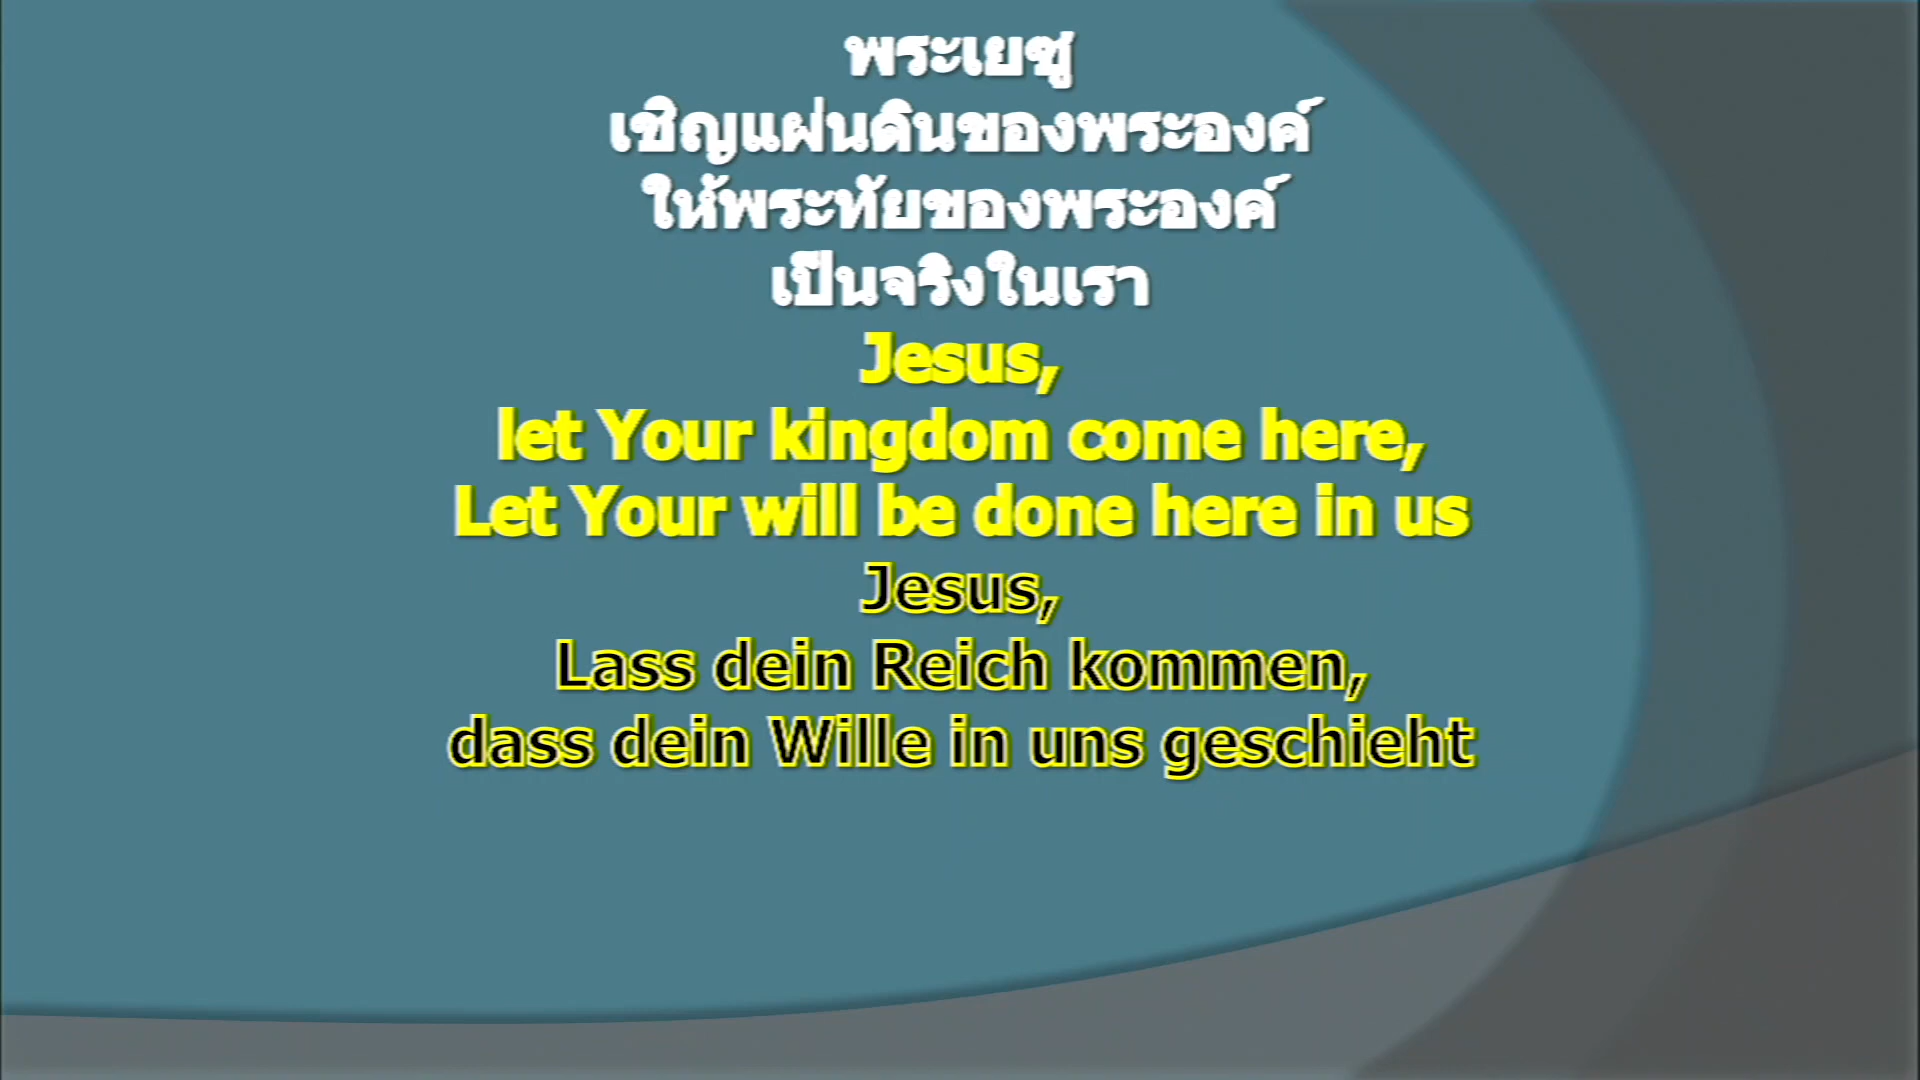 พระเยซู
เชิญแผ่นดินของพระองค์
ให้พระทัยของพระองค์
เป็นจริงในเรา
Jesus,
let Your kingdom come here,
Let Your will be done here in us
Jesus,
Lass dein Reich kommen,
dass dein Wille in uns geschieht